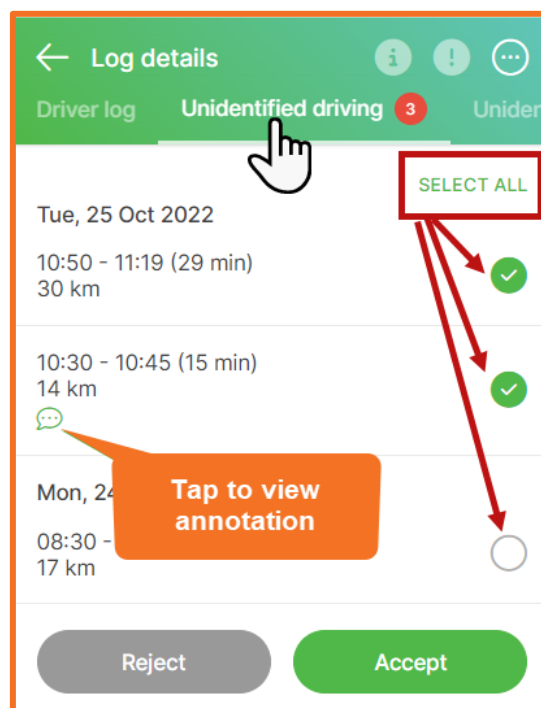 Log details
Driver log Unidentified driving 3 Uniden
SELECT ALL
Tue, 25 Oct 2022
10:50 - 11:19 (29 min)
30 km
10:30 - 10:45 (15 min)
14 km
Tap to view
annotation
Mon, 24
08:30 -
17 km
Reject Accept